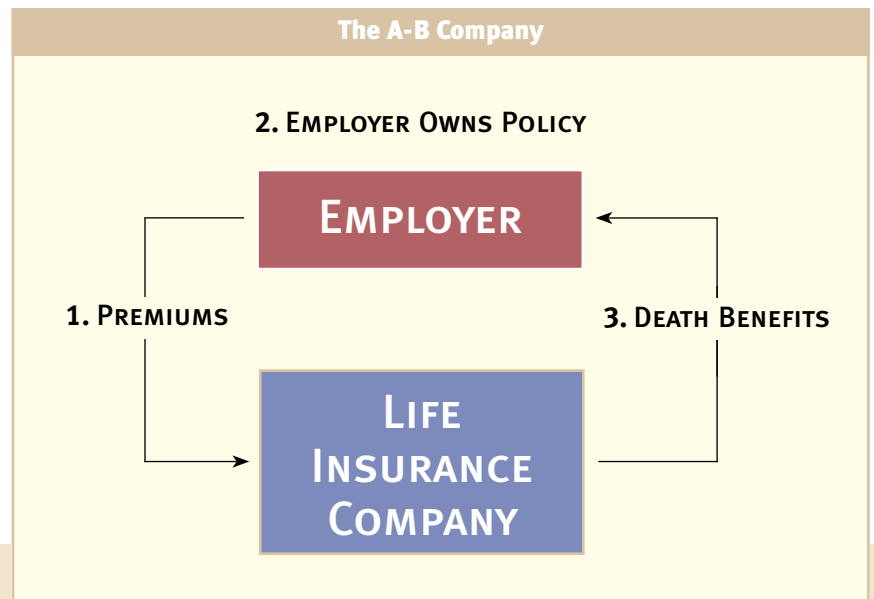 The A-B Company
2. Employer Owns Policy
Employer
1. Premiums
3. Death Benefits
Life
Insurance
Company